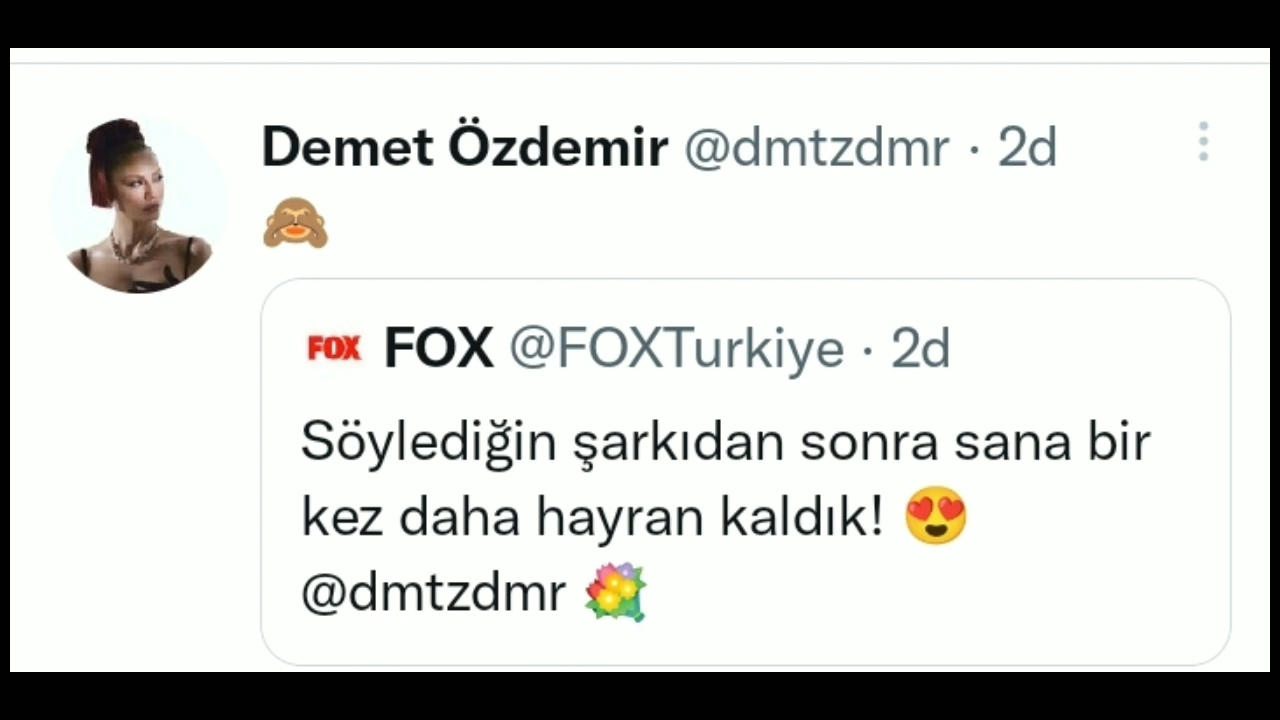 Demet Özdemir @dmtzdmr · 2d
🙈
FOX FOX @FOXTurkiye · 2d
Söylediğin şarkıdan sonra sana bir
kez daha hayran kaldık! 😍
@dmtzdmr 💐